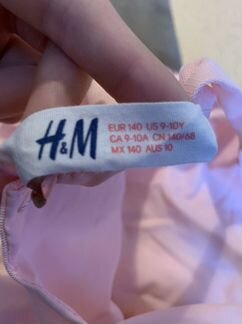 H&M
EUR 140 US 9-10Y
CA 9-10A CN 140/68
MX 140 AUS 10